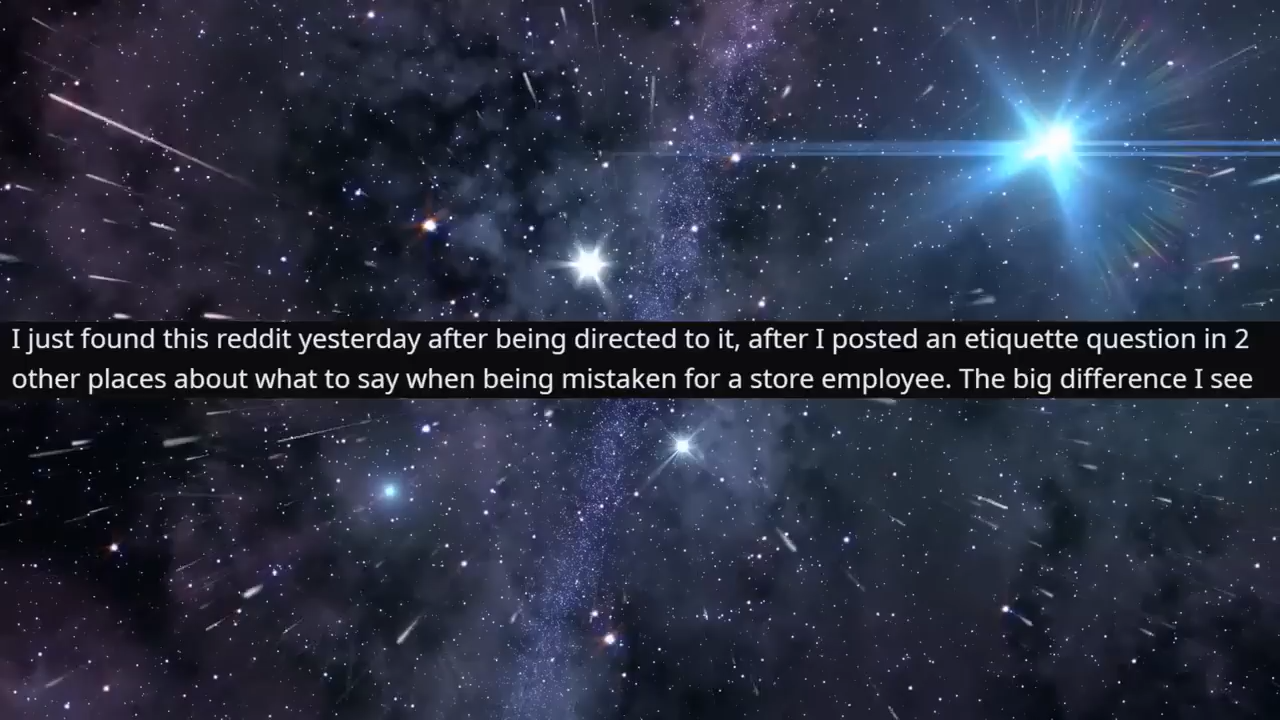 I just found this reddit yesterday after being directed to it, after I posted an etiquette question in 2
other places about what to say when being mistaken for a store employee. The big difference I see